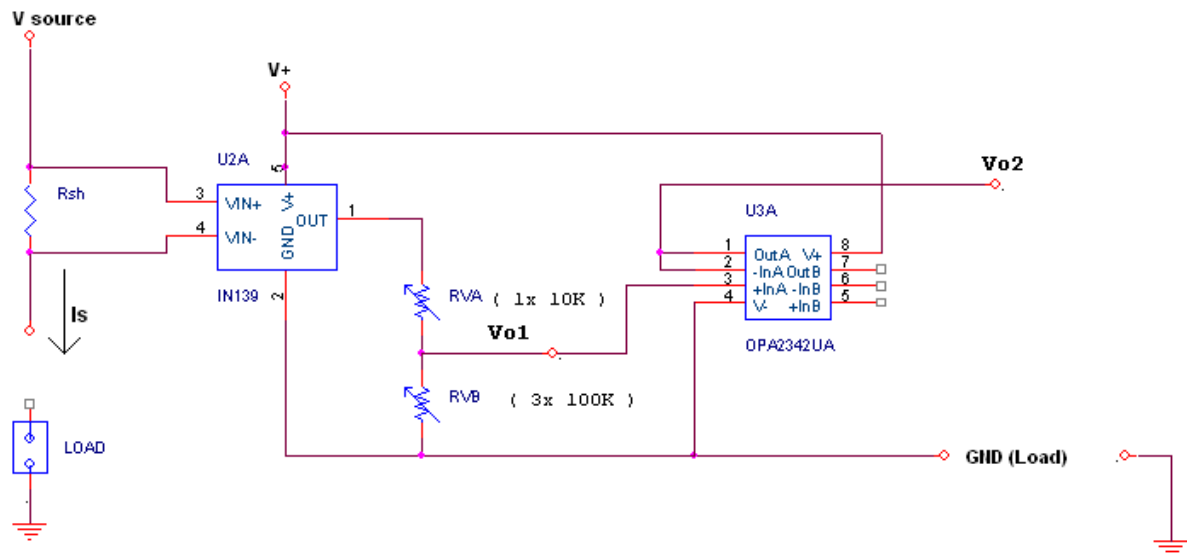 V source
V+
Rsh
U2A
5
3
VIN+
V+
4
VIN-
GND
OUT
1
IN139
2
Is
RVA ( 1x 10K )
Vo1
RVB ( 3x 100K )
LOAD
Vo2
U3A
1 OutA V+ 8
2 -InA OutB 7
3 +InA -InB 6
4 V- +InB 5
OPA2342UA
GND (Load)